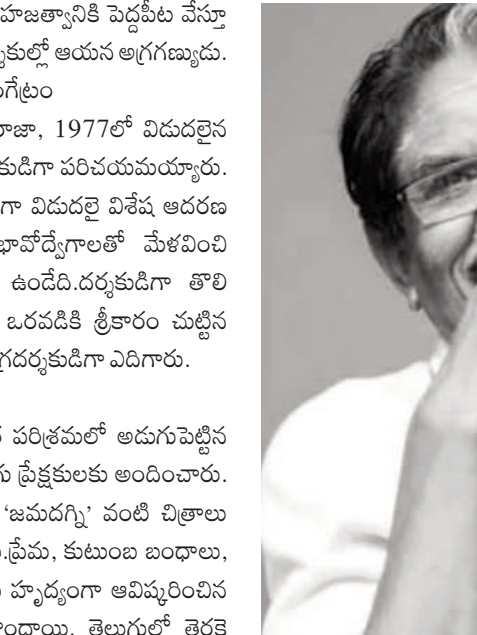 హజత్వానికి పెద్దపీట వేస్తూ
కుల్లో ఆయన అగ్రగణ్యుడు.
గేట్రం
రాజా, 1977లో విడుదలైన
కుడిగా పరిచయమయ్యారు.
గా విడుదలై విశేష ఆదరణ
భావోద్వేగాలతో మేళవించి
ఉండేది.దర్శకుడిగా తొలి
ఒరవడికి శ్రీకారం చుట్టిన
గ్రదర్శకుడిగా ఎదిగారు.
పరిశ్రమలో అడుగుపెట్టిన
గు ప్రేక్షకులకు అందించారు.
‘జమదగ్ని’ వంటి చిత్రాలు
.ప్రేమ, కుటుంబ బంధాలు,
హృద్యంగా ఆవిష్కరించిన
తెలుగులో తెరకె